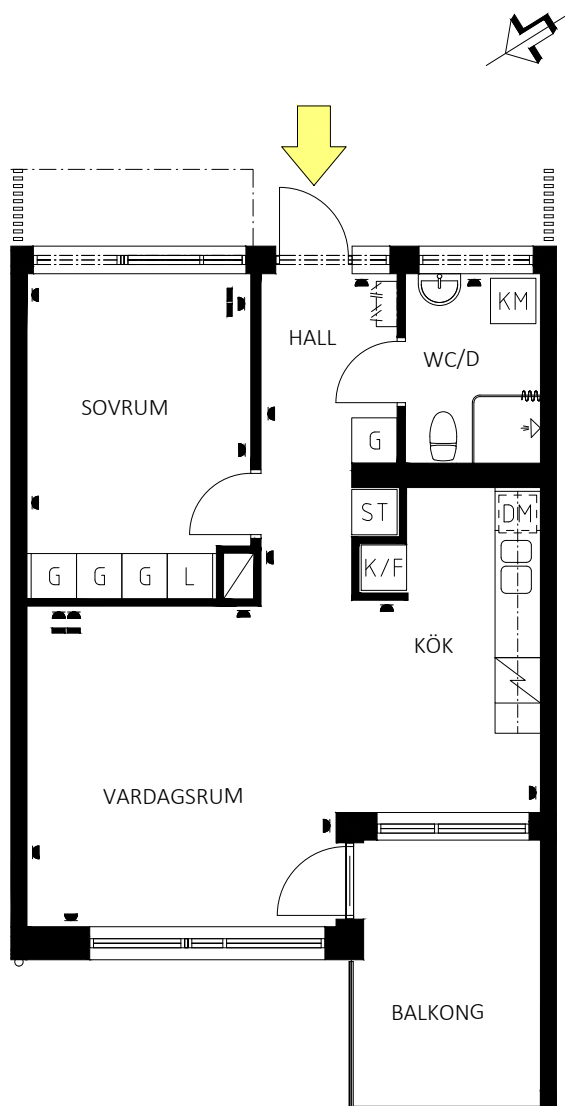 HALL
KM
WC/D
SOVRUM
G
ST
DM
K/F
G
G
G
L
KÖK
VARDAGSRUM
BALKONG